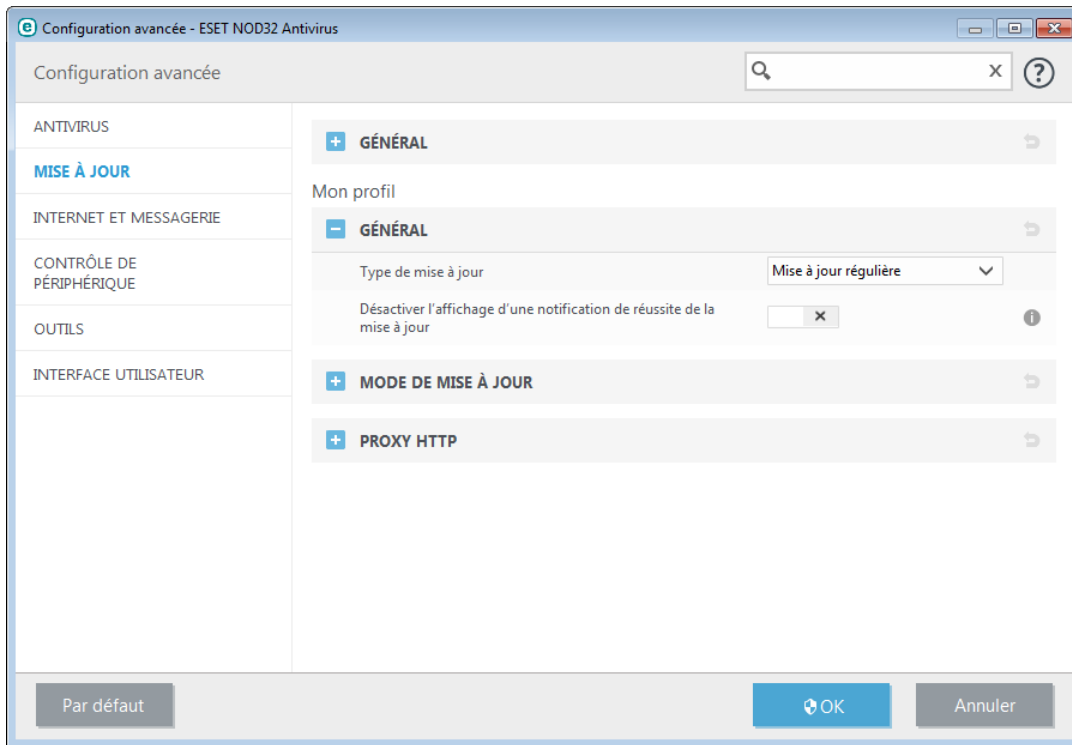 Configuration avancée - ESET NOD32 Antivirus
Configuration avancée
ANTIVIRUS
MISE À JOUR
INTERNET ET MESSAGERIE
CONTRÔLE DE
PÉRIPHÉRIQUE
OUTILS
INTERFACE UTILISATEUR
GÉNÉRAL
Mon profil
GÉNÉRAL
Type de mise à jour
Mise à jour régulière
Désactiver l’affichage d’une notification de réussite de la
mise à jour
MODE DE MISE À JOUR
PROXY HTTP
Par défaut
OK
Annuler